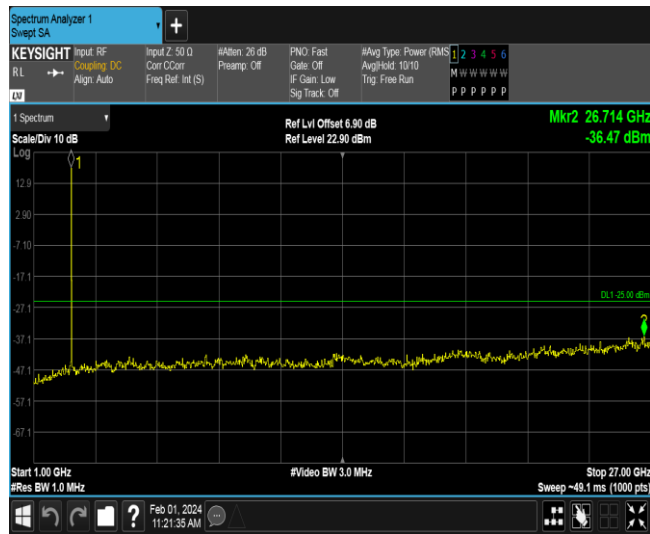 Spectrum Analyzer 1
Swept SA
+
KEYSIGHT
RL
LXI
Input: RF
Coupling: DC
Align: Auto
Input Z: 50 Ω
Corr CCorr
Freq Ref: Int (S)
#Atten: 26 dB
Preamp: Off
PNO: Fast
Gate: Off
IF Gain: Low
Sig Track: Off
#Avg Type: Power (RMS
Avg|Hold: 10/10
Trig: Free Run
1 2 3 4 5 6
M W W W W W
P P P P P P
1 Spectrum
Scale/Div 10 dB
Log
Ref Lvl Offset 6.90 dB
Ref Level 22.90 dBm
Mkr2 26.714 GHz
-36.47 dBm
1
12.9
2.90
-7.10
-17.1
DL1 -25.00 dBm
-27.1
2
-37.1
-47.1
-57.1
-67.1
Start 1.00 GHz
#Video BW 3.0 MHz
Stop 27.00 GHz
#Res BW 1.0 MHz
Sweep ~49.1 ms (1000 pts)
?
Feb 01, 2024
11:21:35 AM